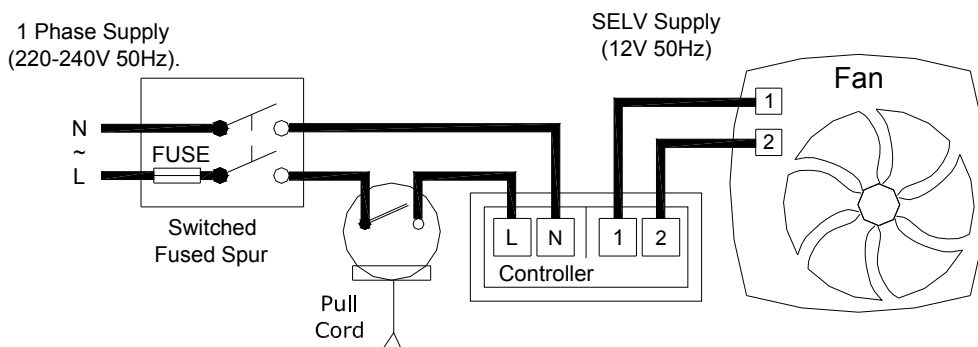 1 Phase Supply
(220-240V 50Hz).
SELV Supply
(12V 50Hz)
Fan
1
2
N
~
L
FUSE
Switched
Fused Spur
L
N
1
2
Controller
Pull
Cord